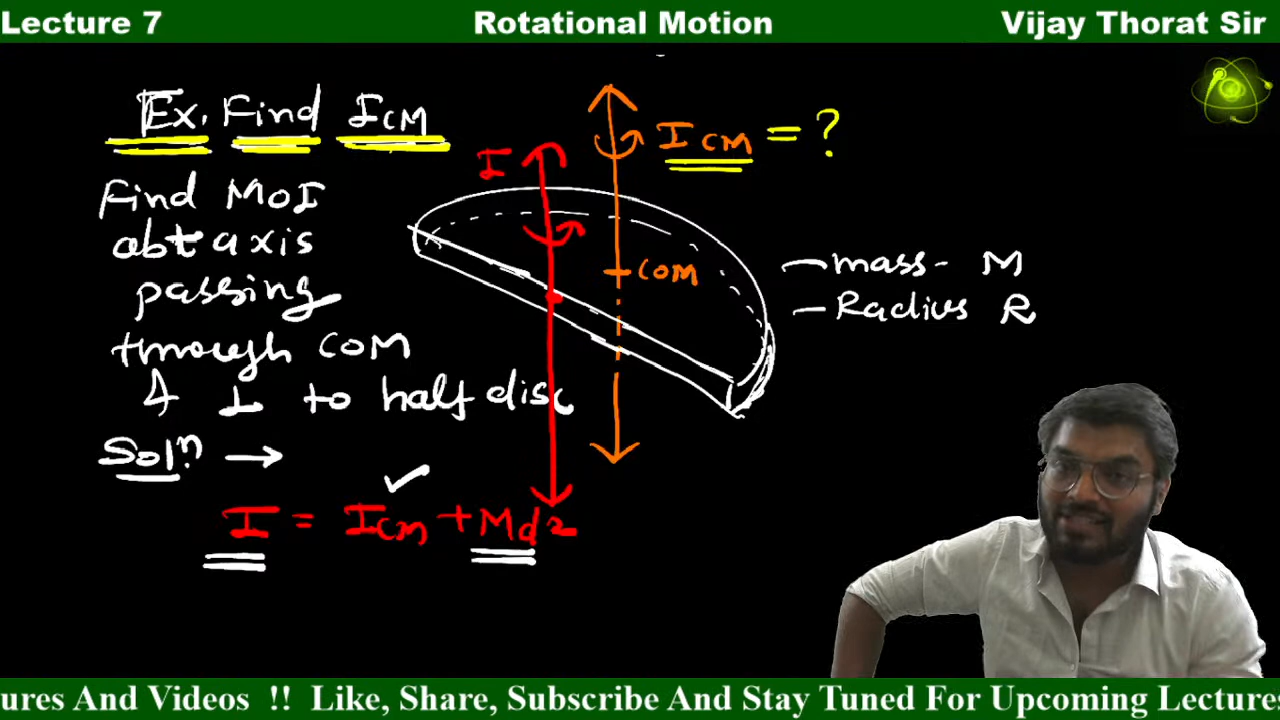 Lecture 7
Rotational Motion
Vijay Thorat Sir
Ex. Find ICM
ICM = ?
I
Find MoI
abt axis
passing
through COM
⊥ to half disc
COM
— mass - M
— Radius R
Soln. →
I = Icm + Md2
ures And Videos !! Like, Share, Subscribe And Stay Tuned For Upcoming Lectures